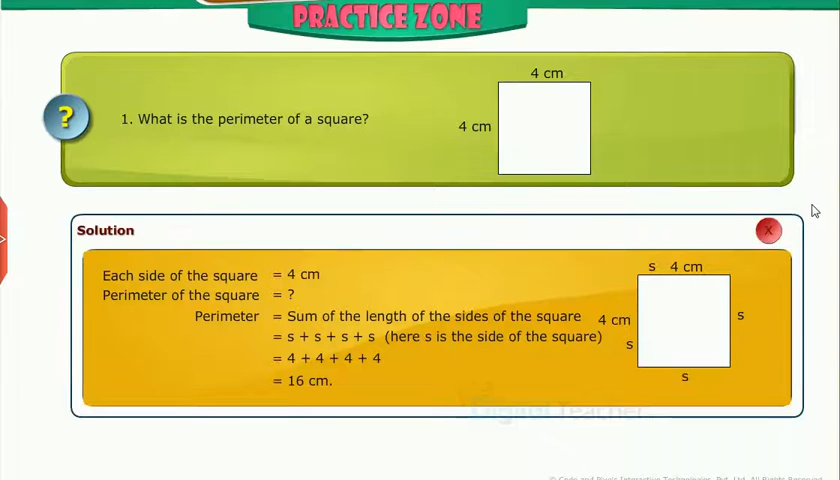 PRACTICE ZONE
4 cm
?
1. What is the perimeter of a square?
4 cm
Solution
X
s 4 cm
Each side of the square = 4 cm
Perimeter of the square = ?
Perimeter = Sum of the length of the sides of the square
4 cm
s
= s + s + s + s (here s is the side of the square)
s
= 4 + 4 + 4 + 4
= 16 cm.
s
Digital Teacher